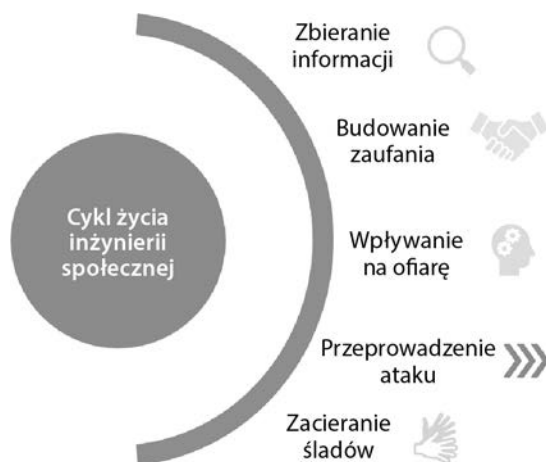 Zbieranie
informacji
Budowanie
zaufania
Cykl życia
inżynierii
społecznej
Wpływanie
na ofiarę
Przeprowadzenie
ataku
Zacieranie
śladów